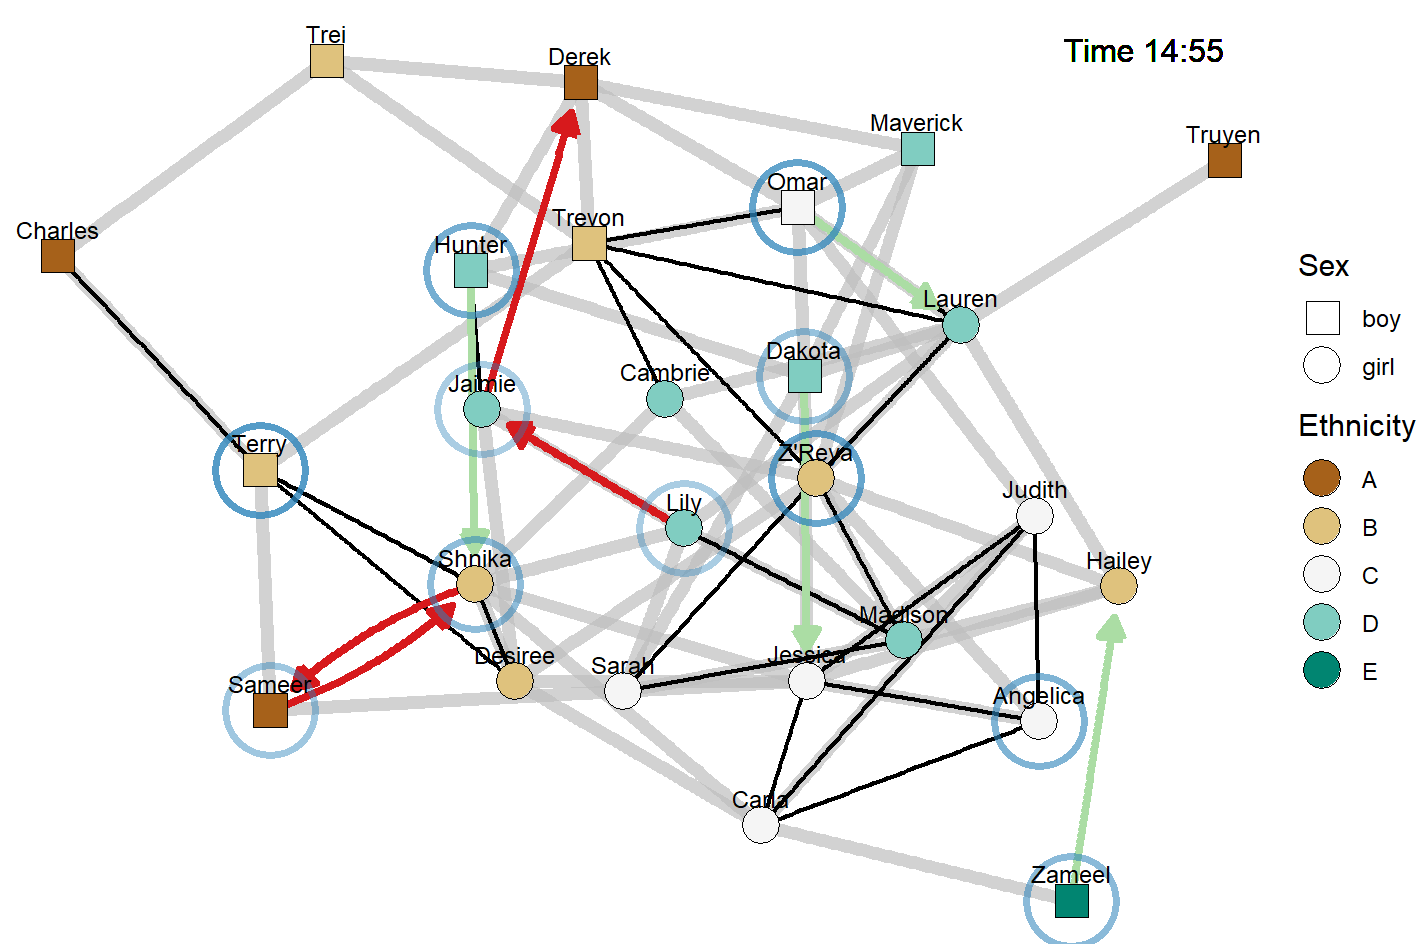 Trei
Time 14:55
Derek
Maverick
Truyen
Omar
Trevon
Charles
Hunter
Sex
Lauren
boy
Dakota
girl
Cambrie
Jaimie
Ethnicity
Terry
Z'Reya
A
Judith
Lily
B
Shnika
Hailey
C
Madison
D
Desiree
Jessica
Sarah
E
Sameer
Angelica
Carla
Zameel